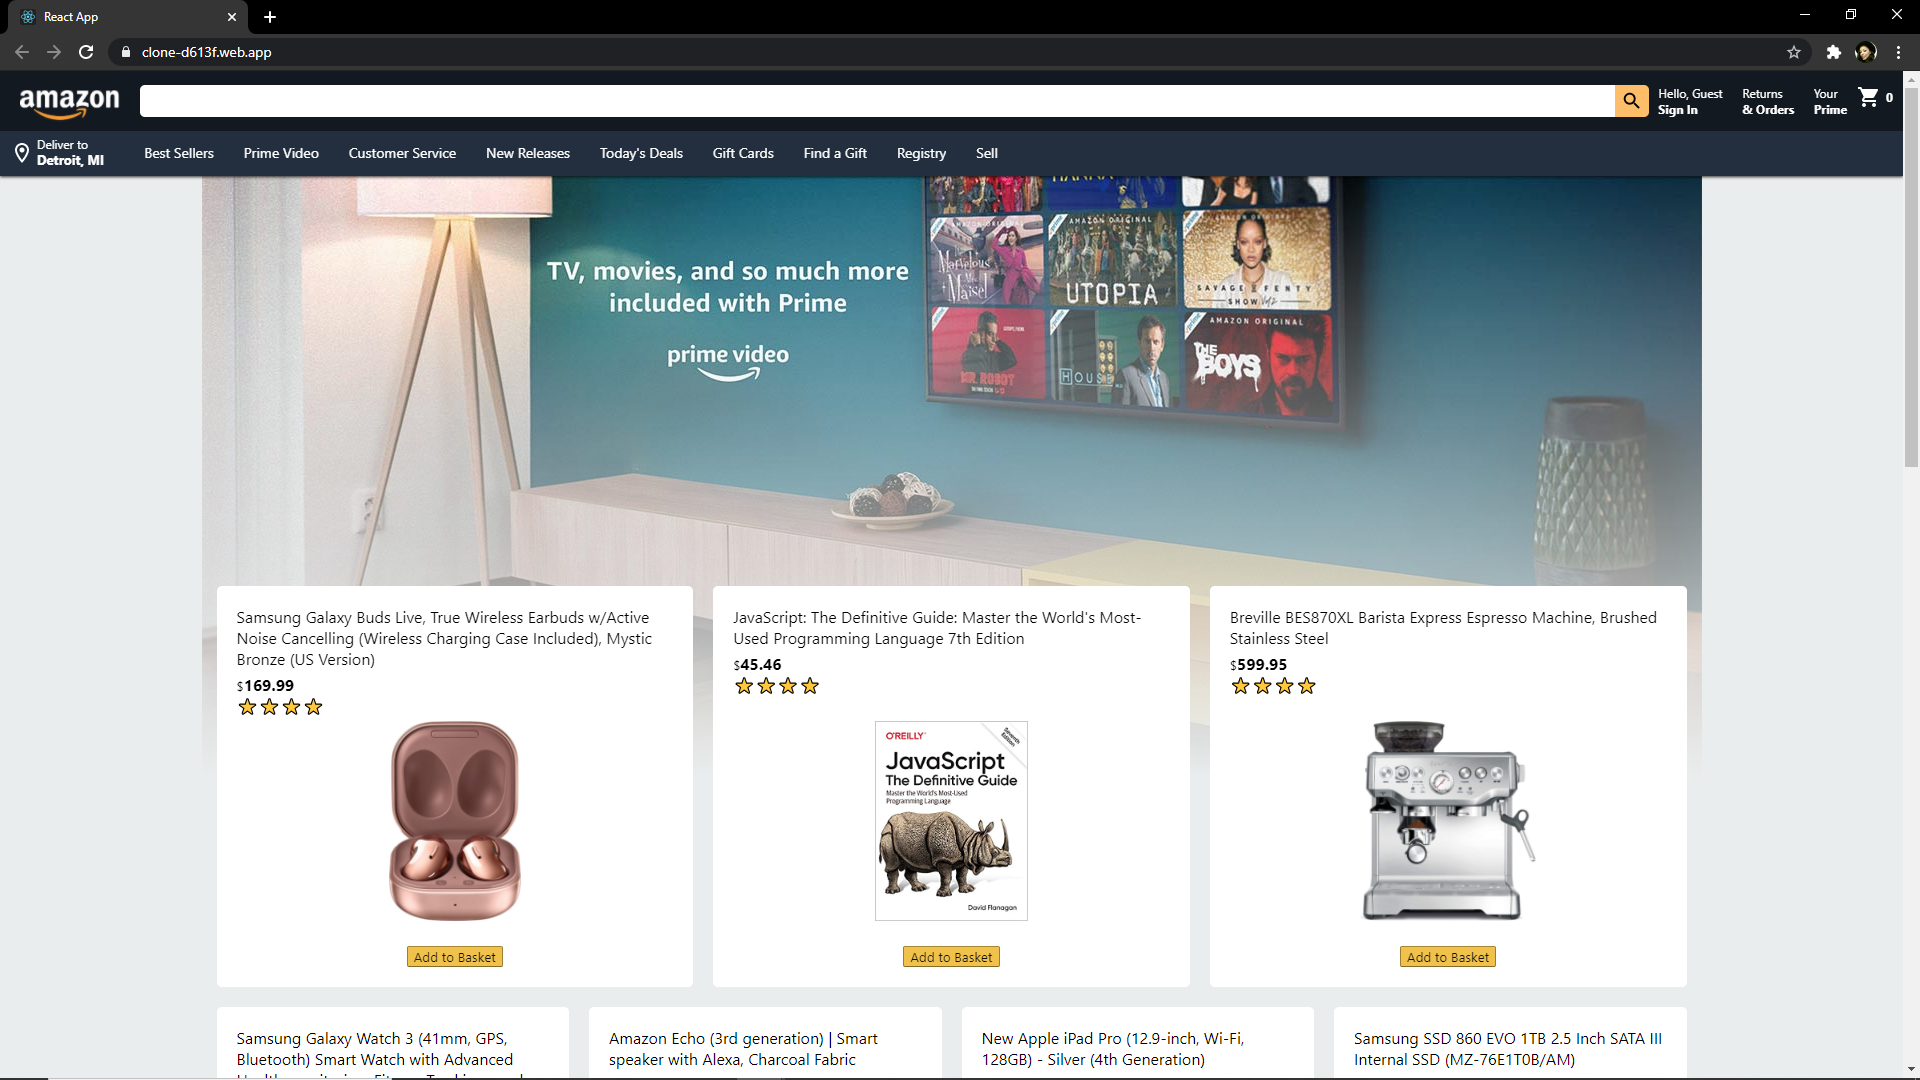 React App
clone-d613f.web.app
amazon
Hello, Guest
Sign In
Returns
& Orders
Your
Prime
0
Deliver to
Detroit, MI
Best Sellers
Prime Video
Customer Service
New Releases
Today's Deals
Gift Cards
Find a Gift
Registry
Sell
TV, movies, and so much more
included with Prime
prime video
AMAZON ORIGINAL
Marvelous
Mrs
Maisel
UTOPIA
SAVAGE X FENTY
SHOW Vol.2
MR. ROBOT
HOUSE
AMAZON ORIGINAL
THE
BOYS
Samsung Galaxy Buds Live, True Wireless Earbuds w/Active
Noise Cancelling (Wireless Charging Case Included), Mystic
Bronze (US Version)
$169.99
Add to Basket
JavaScript: The Definitive Guide: Master the World's Most-
Used Programming Language 7th Edition
$45.46
O'REILLY
Seventh
Edition
JavaScript
The Definitive Guide
Master the World's Most-Used
Programming Language
David Flanagan
Add to Basket
Breville BES870XL Barista Express Espresso Machine, Brushed
Stainless Steel
$599.95
Add to Basket
Samsung Galaxy Watch 3 (41mm, GPS,
Bluetooth) Smart Watch with Advanced
Amazon Echo (3rd generation) | Smart
speaker with Alexa, Charcoal Fabric
New Apple iPad Pro (12.9-inch, Wi-Fi,
128GB) - Silver (4th Generation)
Samsung SSD 860 EVO 1TB 2.5 Inch SATA III
Internal SSD (MZ-76E1T0B/AM)